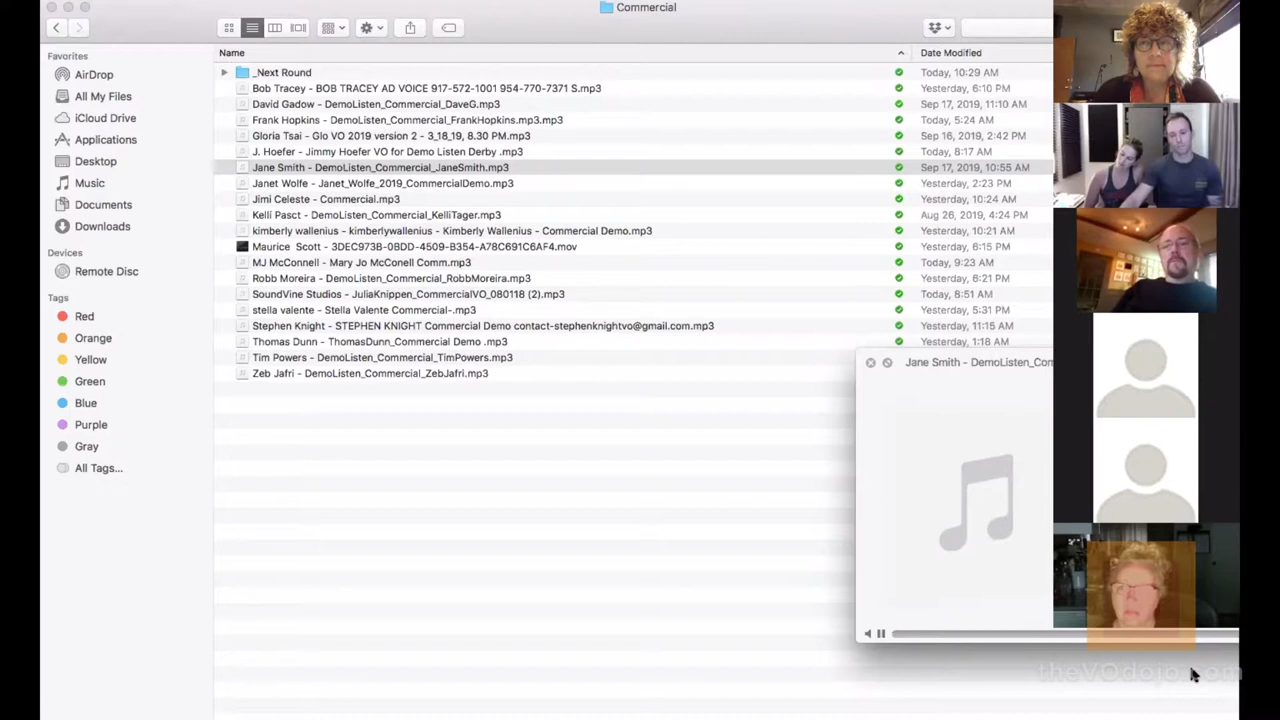 Commercial
Favorites
AirDrop
All My Files
iCloud Drive
Applications
Desktop
Music
Documents
Downloads
Devices
Remote Disc
Tags
Red
Orange
Yellow
Green
Blue
Purple
Gray
All Tags...
Name Date Modified
_Next Round Today, 10:29 AM
Bob Tracey - BOB TRACEY AD VOICE 917-572-1001 954-770-7371 S.mp3 Yesterday, 6:10 PM
David Gadow - DemoListen_Commercial_DaveG.mp3 Sep 17, 2019, 11:10 AM
Frank Hopkins - DemoListen_Commercial_FrankHopkins.mp3.mp3 Today, 5:24 AM
Gloria Tsai - Glo VO 2019 version 2 - 3_18_19, 8.30 PM.mp3 Sep 16, 2019, 2:42 PM
J. Hoefer - Jimmy Hoefer VO for Demo Listen Derby .mp3 Today, 8:17 AM
Jane Smith - DemoListen_Commercial_JaneSmith.mp3 Sep 17, 2019, 10:55 AM
Janet Wolfe - Janet_Wolfe_2019_CommercialDemo.mp3 Yesterday, 2:23 PM
Jimi Celeste - Commercial.mp3 Yesterday, 10:24 AM
Kelli Pasct - DemoListen_Commercial_KelliTager.mp3 Aug 26, 2019, 4:24 PM
kimberly wallenius - kimberlywallenius - Kimberly Wallenius - Commercial Demo.mp3 Yesterday, 10:21 AM
Maurice Scott - 3DEC973B-0BDD-4509-B354-A78C691C6AF4.mov Yesterday, 6:15 PM
MJ McConnell - Mary Jo McConell Comm.mp3 Today, 9:23 AM
Robb Moreira - DemoListen_Commercial_RobbMoreira.mp3 Yesterday, 6:21 PM
SoundVine Studios - JuliaKnippen_CommercialVO_080118 (2).mp3 Today, 8:51 AM
stella valente - Stella Valente Commercial-.mp3 Yesterday, 5:31 PM
Stephen Knight - STEPHEN KNIGHT Commercial Demo contact-stephenknightvo@gmail.com.mp3 Yesterday, 11:15 AM
Thomas Dunn - ThomasDunn_Commercial Demo .mp3 Yesterday, 1:18 AM
Tim Powers - DemoListen_Commercial_TimPowers.mp3
Zeb Jafri - DemoListen_Commercial_ZebJafri.mp3
Jane Smith - DemoListen_Com
theVOdojo.com